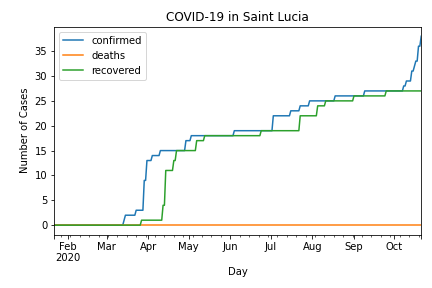 COVID-19 in Saint Lucia
confirmed
deaths
recovered
Number of Cases
35
30
25
20
15
10
5
0
Feb Mar Apr May Jun Jul Aug Sep Oct
2020
Day